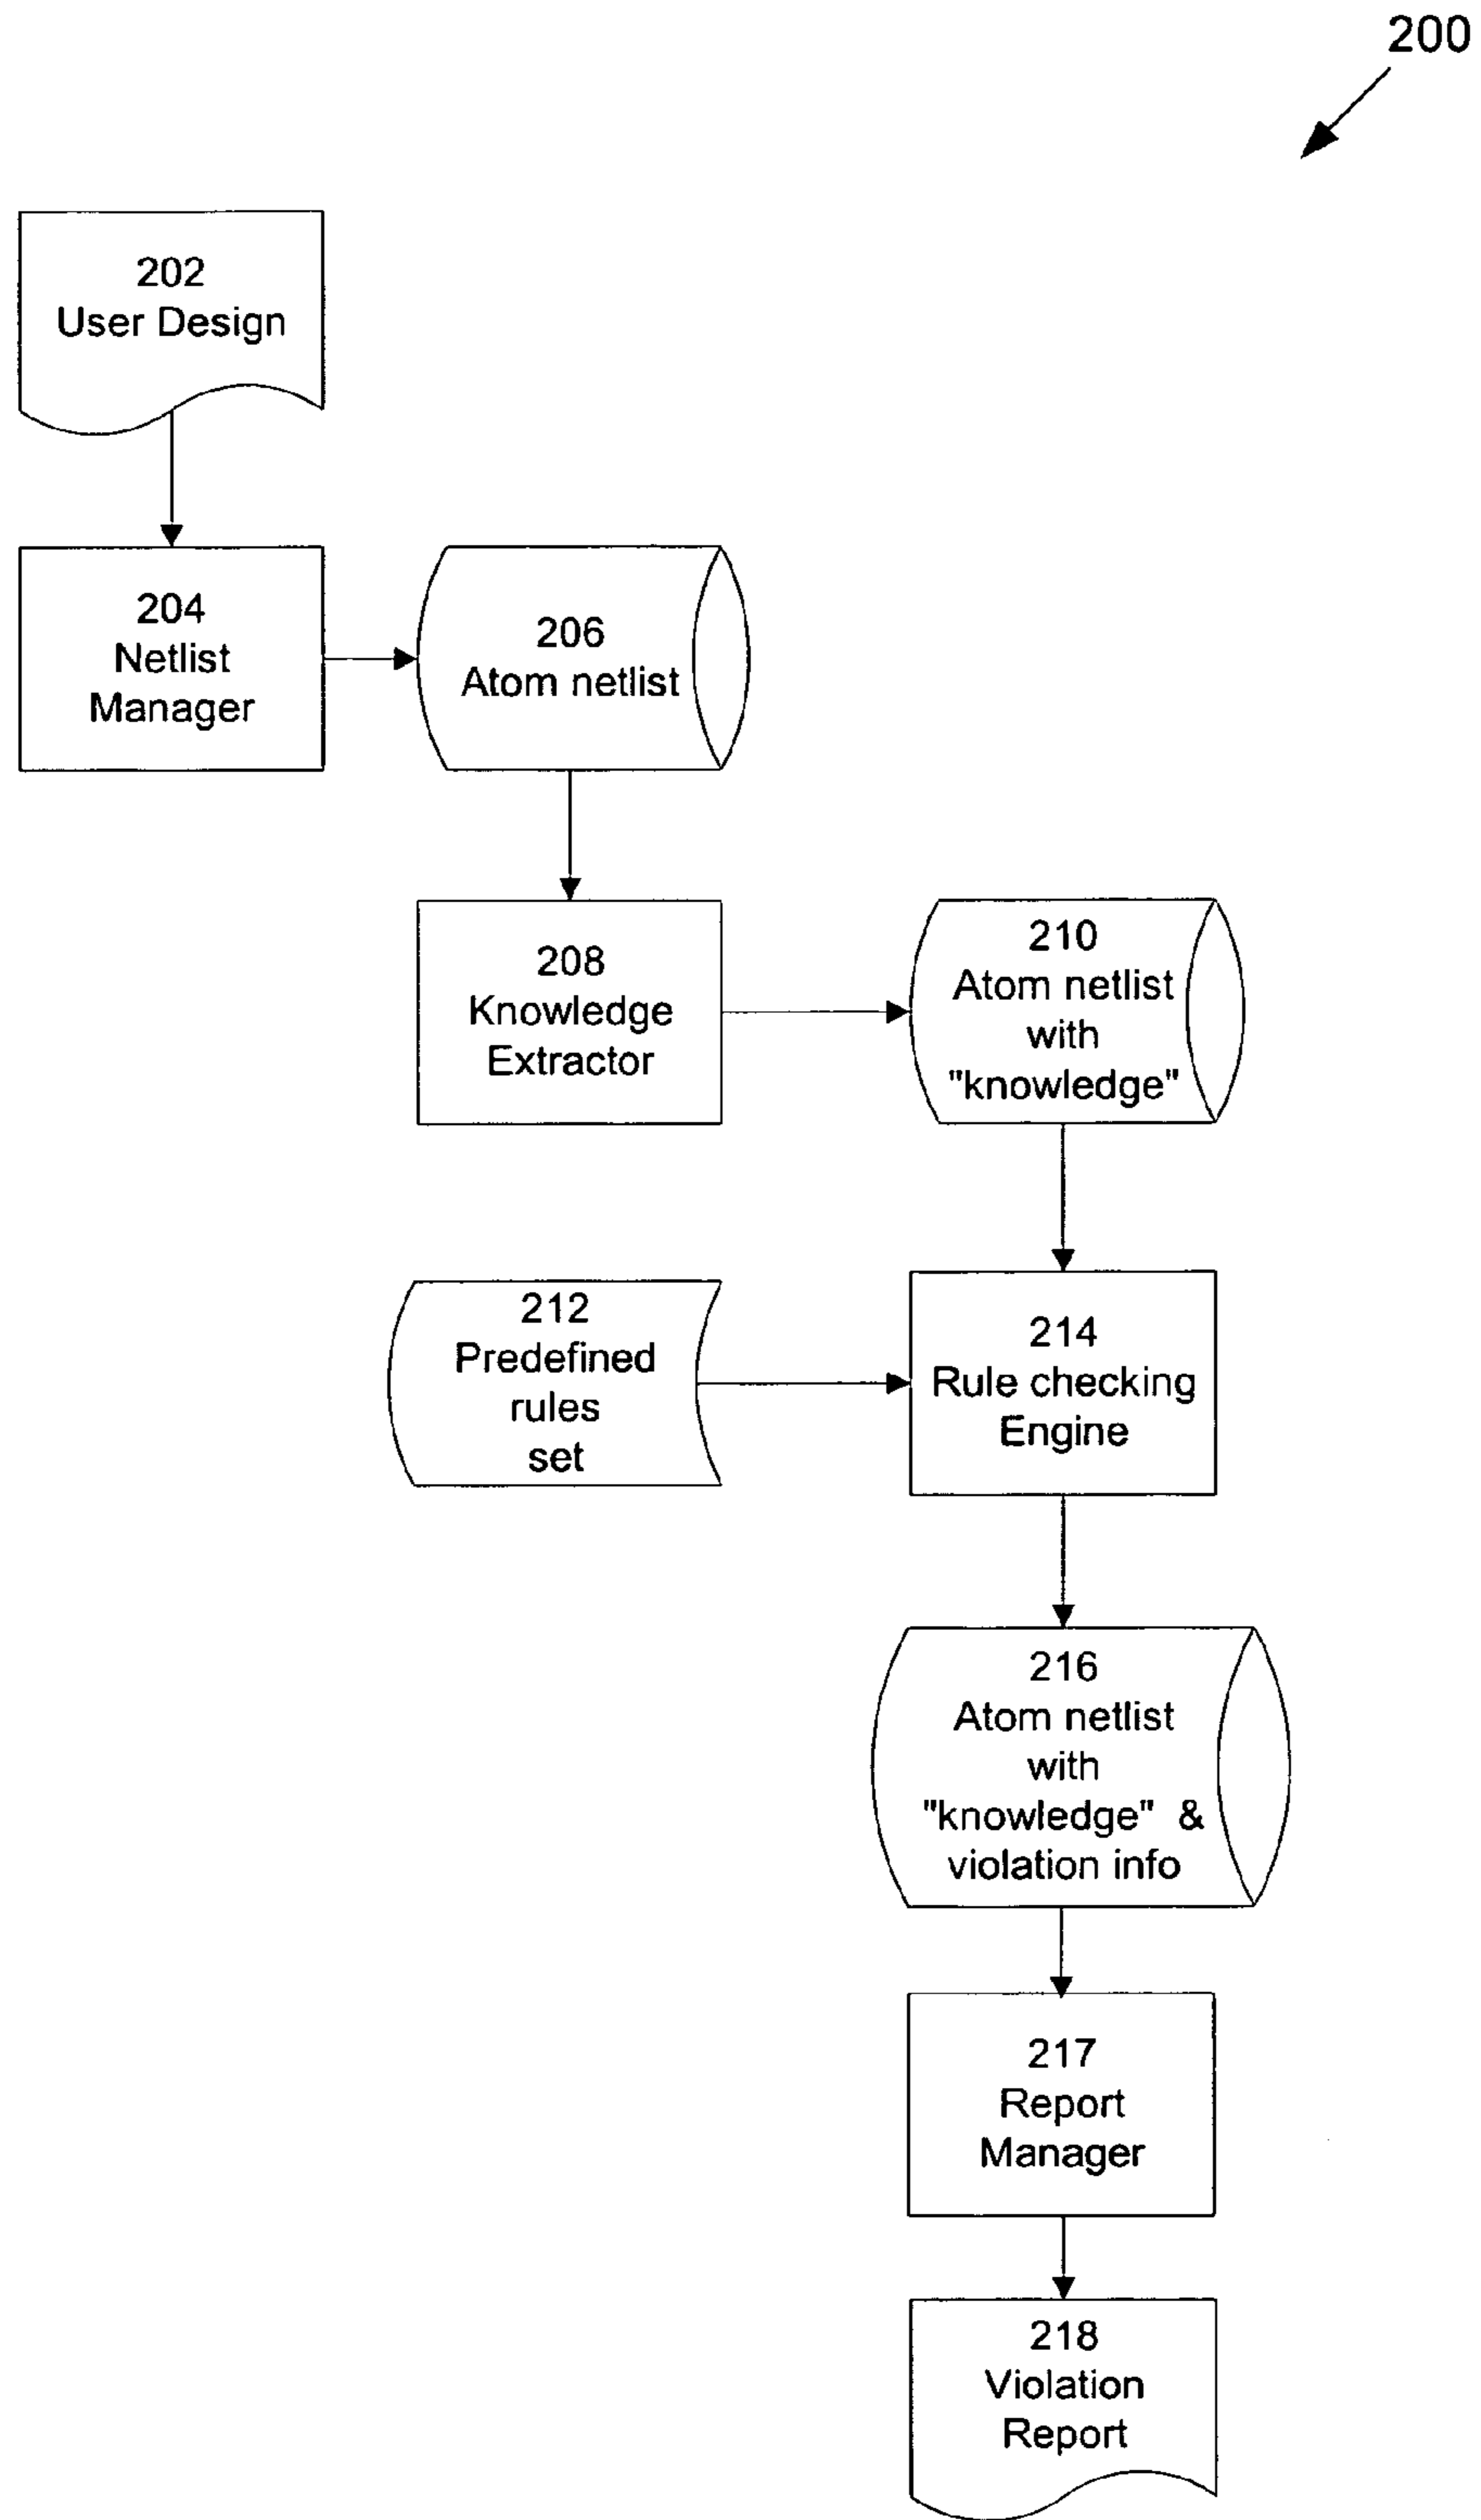 200
202
User Design
204
Netlist
Manager
206
Atom netlist
208
Knowledge
Extractor
210
Atom netlist
with
"knowledge"
212
Predefined
rules
set
214
Rule checking
Engine
216
Atom netlist
with
"knowledge" &
violation info
217
Report
Manager
218
Violation
Report